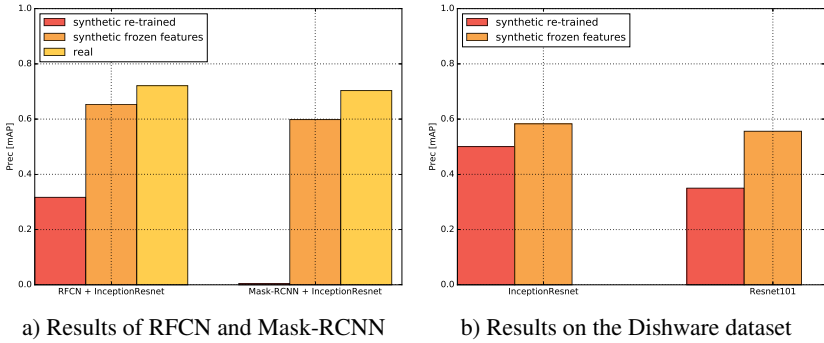 1.0
0.8
0.6
0.4
0.2
0.0
Prec [mAP]
synthetic re-trained
synthetic frozen features
real
RFCN + InceptionResnet
Mask-RCNN + InceptionResnet
a) Results of RFCN and Mask-RCNN
1.0
0.8
0.6
0.4
0.2
0.0
Prec [mAP]
synthetic re-trained
synthetic frozen features
InceptionResnet
Resnet101
b) Results on the Dishware dataset